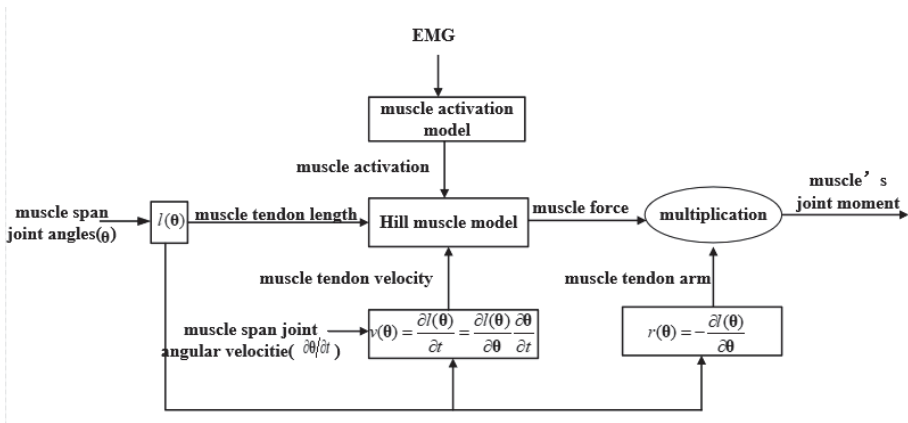 EMG
muscle activation
model
muscle activation
muscle's
joint moment
muscle span
joint angles(θ)
l(θ)
muscle tendon length
Hill muscle model
muscle force
multiplication
muscle tendon velocity
muscle tendon arm
muscle span joint
angular velocitie( ∂θ/∂t )
v(θ) = ∂l(θ)/∂t = ∂l(θ)/∂θ ∂θ/∂t
r(θ) = − ∂l(θ)/∂θ